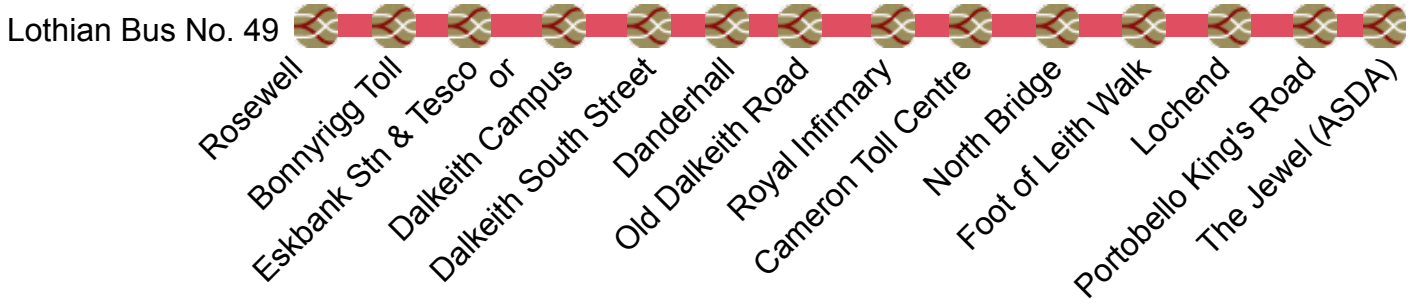 Lothian Bus No. 49
Rosewell
Bonnyrigg Toll
Eskbank Stn & Tesco
or
Dalkeith Campus
Dalkeith South Street
Danderhall
Old Dalkeith Road
Royal Infirmary
Cameron Toll Centre
North Bridge
Foot of Leith Walk
Lochend
Portobello King's Road
The Jewel (ASDA)